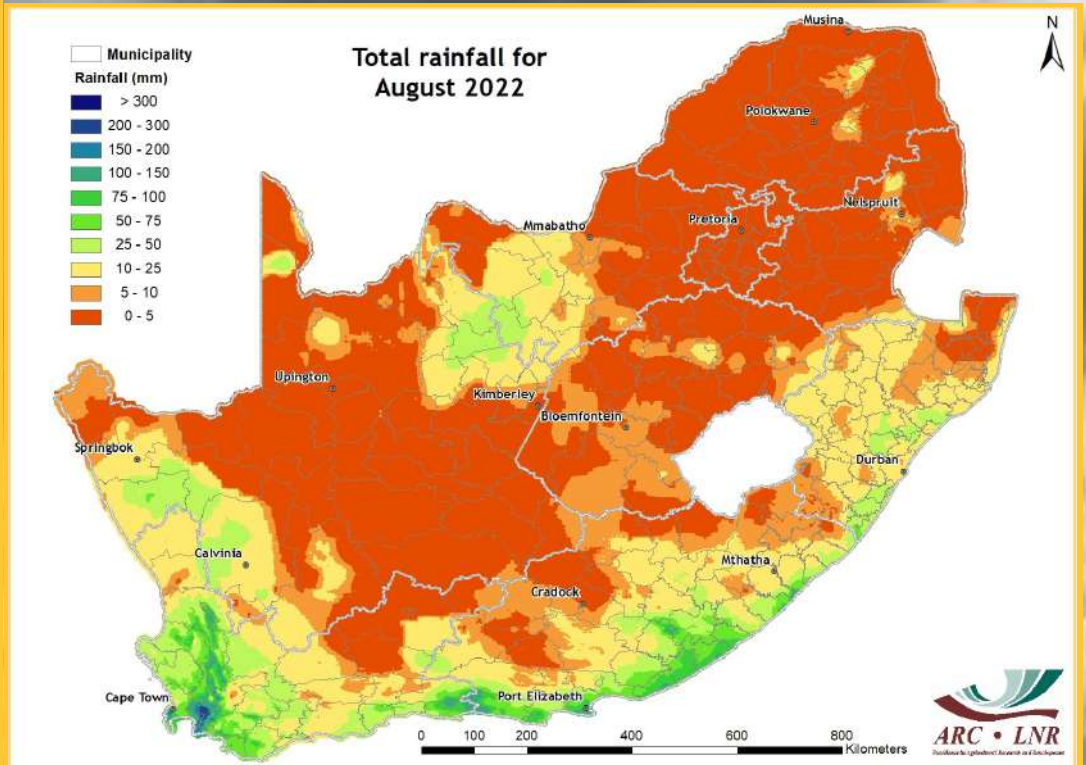 Total rainfall for
August 2022
N
Municipality
Rainfall (mm)
> 300
200 - 300
150 - 200
100 - 150
75 - 100
50 - 75
25 - 50
10 - 25
5 - 10
0 - 5
Musina
Polokwane
Nelspruit
Pretoria
Mmabatho
Upington
Kimberley
Bloemfontein
Springbok
Durban
Calvinia
Mthatha
Cradock
Cape Town
Port Elizabeth
100 50 0 100 200 400 600 800
Kilometers
ARC • LNR